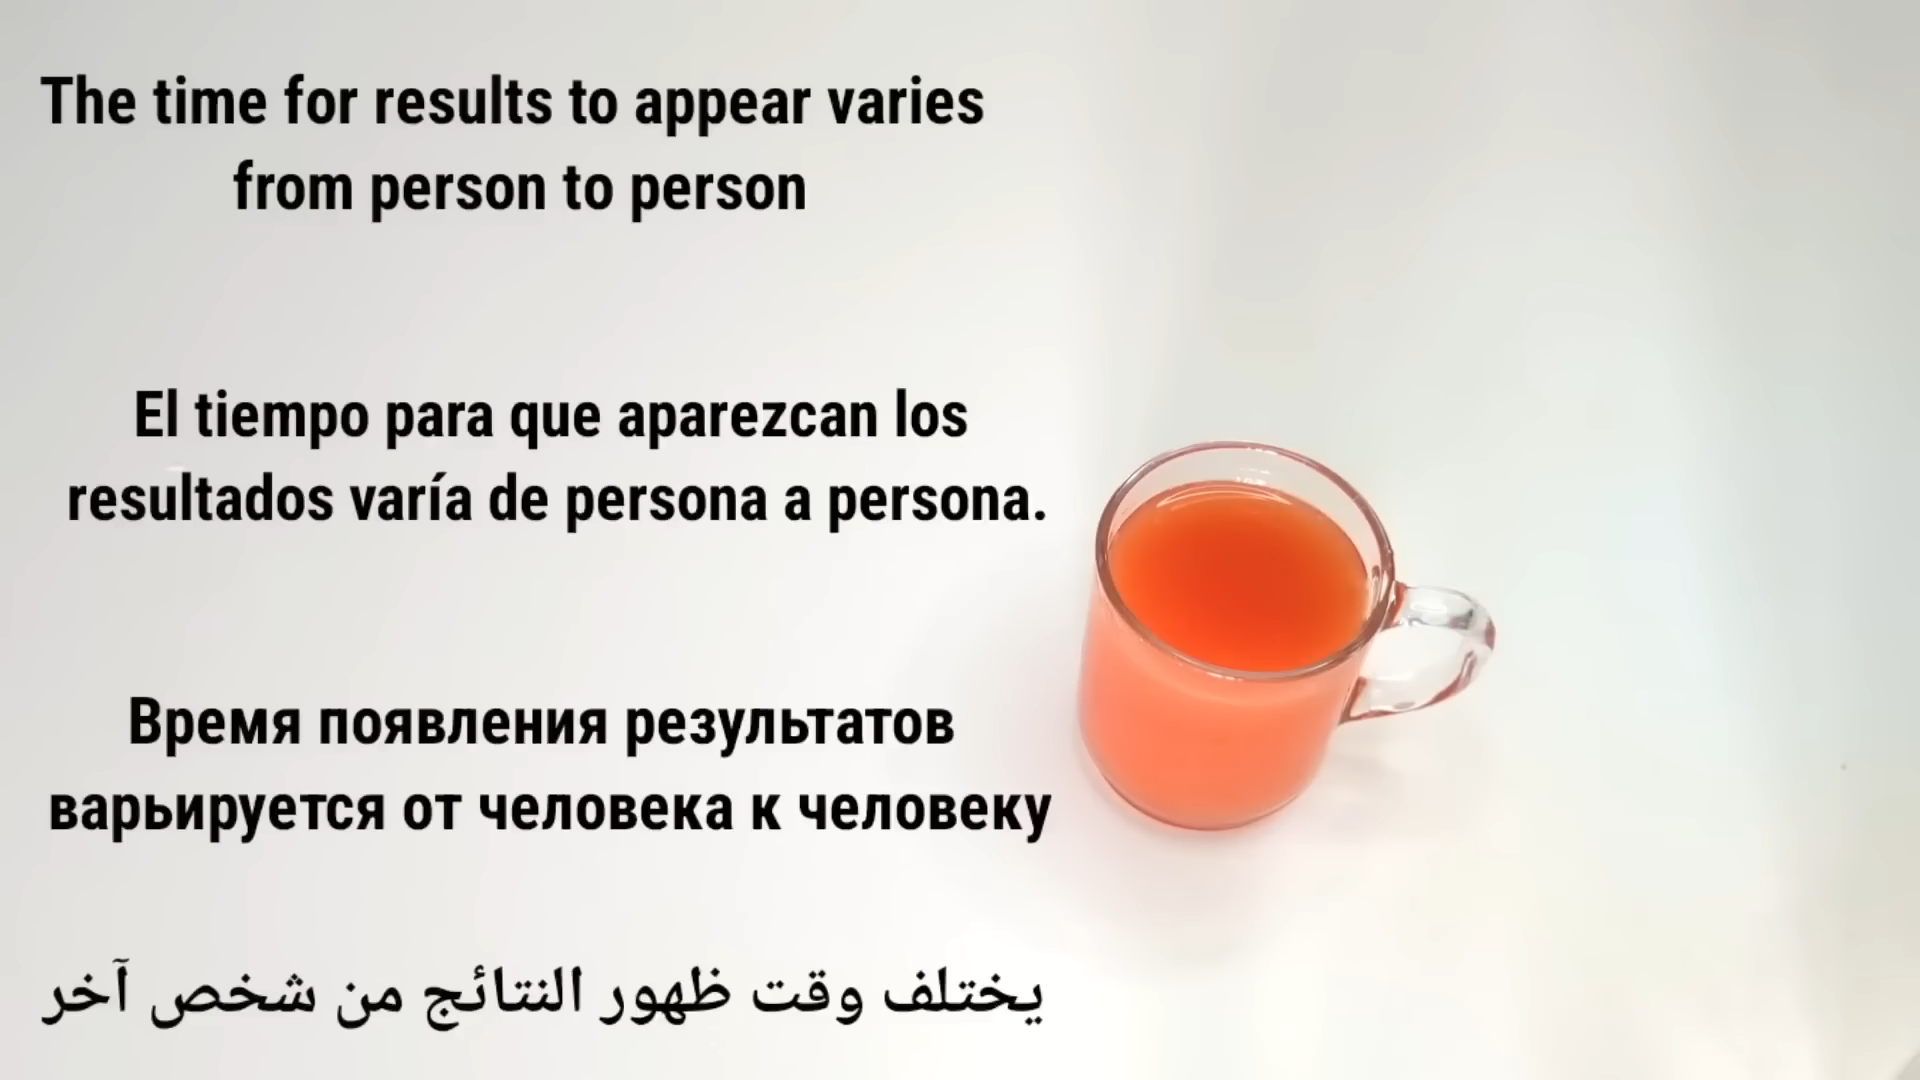 The time for results to appear varies
from person to person
El tiempo para que aparezcan los
resultados varía de persona a persona.
Время появления результатов
варьируется от человека к человеку
يختلف وقت ظهور النتائج من شخص آخر